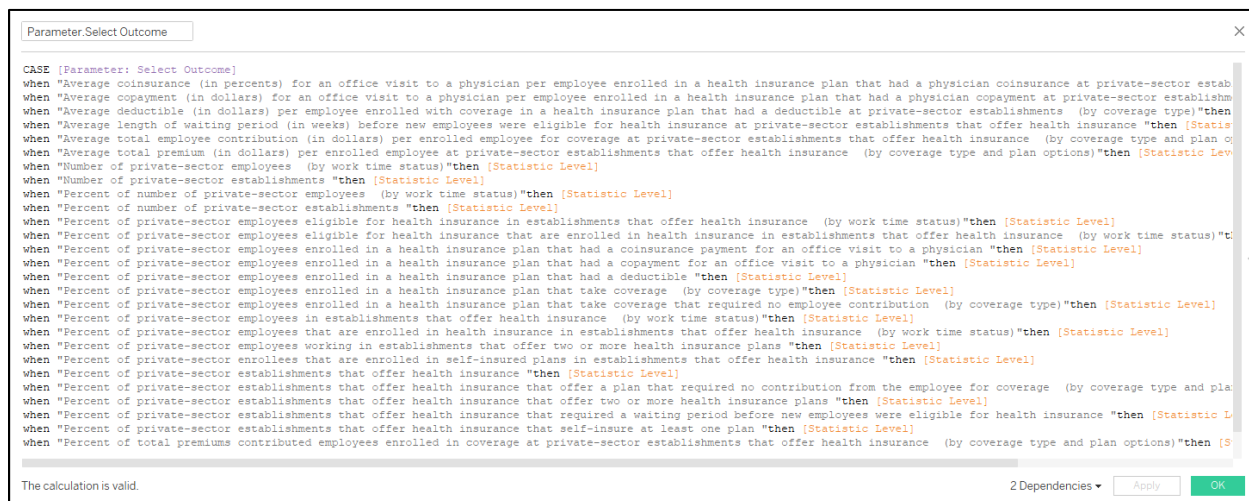 Parameter.Select Outcome
CASE [Parameter: Select Outcome]
when "Average coinsurance (in percents) for an office visit to a physician per employee enrolled in a health insurance plan that had a physician coinsurance at private-sector estab
when "Average copayment (in dollars) for an office visit to a physician per employee enrolled in a health insurance plan that had a physician copayment at private-sector establishm
when "Average deductible (in dollars) per employee enrolled with coverage in a health insurance plan that had a deductible at private-sector establishments  (by coverage type)"then
when "Average length of waiting period (in weeks) before new employees were eligible for health insurance at private-sector establishments that offer health insurance "then [Statis
when "Average total employee contribution (in dollars) per enrolled employee for coverage at private-sector establishments that offer health insurance  (by coverage type and plan o
when "Average total premium (in dollars) per enrolled employee at private-sector establishments that offer health insurance  (by coverage type and plan options)"then [Statistic Lev
when "Number of private-sector employees  (by work time status)"then [Statistic Level]
when "Number of private-sector establishments "then [Statistic Level]
when "Percent of number of private-sector employees  (by work time status)"then [Statistic Level]
when "Percent of number of private-sector establishments "then [Statistic Level]
when "Percent of private-sector employees eligible for health insurance in establishments that offer health insurance  (by work time status)"then [Statistic Level]
when "Percent of private-sector employees eligible for health insurance that are enrolled in health insurance in establishments that offer health insurance  (by work time status)"t
when "Percent of private-sector employees enrolled in a health insurance plan that had a coinsurance payment for an office visit to a physician "then [Statistic Level]
when "Percent of private-sector employees enrolled in a health insurance plan that had a copayment for an office visit to a physician "then [Statistic Level]
when "Percent of private-sector employees enrolled in a health insurance plan that had a deductible "then [Statistic Level]
when "Percent of private-sector employees enrolled in a health insurance plan that take coverage  (by coverage type)"then [Statistic Level]
when "Percent of private-sector employees enrolled in a health insurance plan that take coverage that required no employee contribution  (by coverage type)"then [Statistic Level]
when "Percent of private-sector employees in establishments that offer health insurance  (by work time status)"then [Statistic Level]
when "Percent of private-sector employees that are enrolled in health insurance in establishments that offer health insurance  (by work time status)"then [Statistic Level]
when "Percent of private-sector employees working in establishments that offer two or more health insurance plans "then [Statistic Level]
when "Percent of private-sector enrollees that are enrolled in self-insured plans in establishments that offer health insurance "then [Statistic Level]
when "Percent of private-sector establishments that offer health insurance "then [Statistic Level]
when "Percent of private-sector establishments that offer health insurance that offer a plan that required no contribution from the employee for coverage  (by coverage type and pla
when "Percent of private-sector establishments that offer health insurance that offer two or more health insurance plans "then [Statistic Level]
when "Percent of private-sector establishments that offer health insurance that required a waiting period before new employees were eligible for health insurance "then [Statistic L
when "Percent of private-sector establishments that offer health insurance that self-insure at least one plan "then [Statistic Level]
when "Percent of total premiums contributed employees enrolled in coverage at private-sector establishments that offer health insurance  (by coverage type and plan options)"then [S
The calculation is valid.
2 Dependencies
Apply
OK